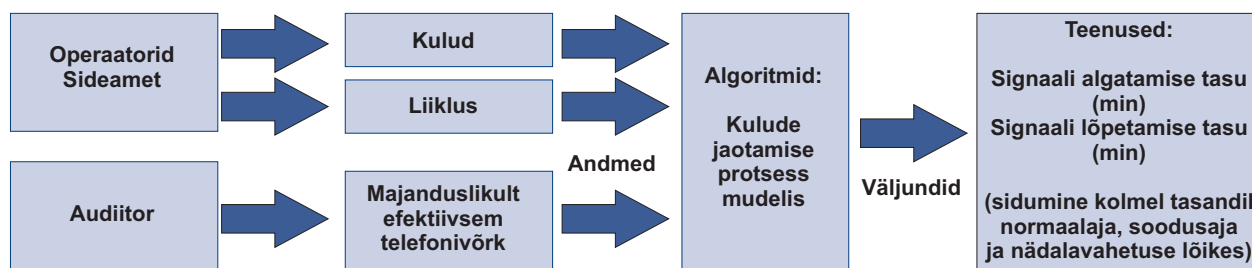 Operaatorid
Sideamet
Kulud
Liiklus
Audiitor
Majanduslikult
efektiivsem
telefonivõrk
Andmed
Algoritmid:
Kulude
jaotamise
protsess
mudelis
Väljundid
Teenused:
Signaali algatamise tasu
(min)
Signaali lõpetamise tasu
(min)
(sidumine kolmel tasandil
normaalaja, soodusaja
ja nädalavahetuse lõikes)